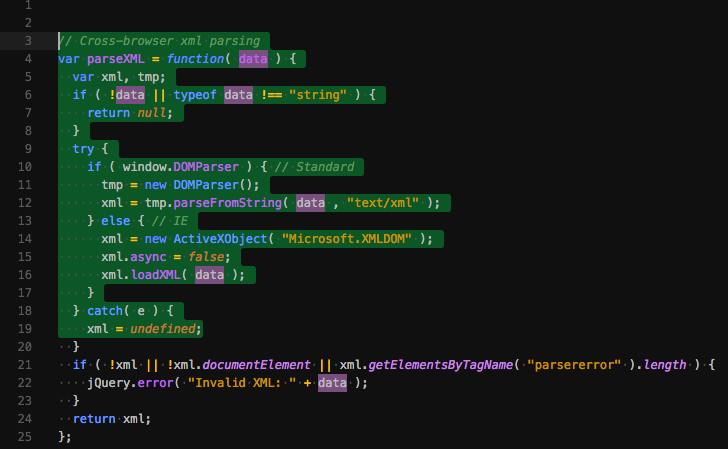 1
2
3 // Cross-browser xml parsing
4 var parseXML = function( data ) {
5   var xml, tmp;
6   if ( !data || typeof data !== "string" ) {
7     return null;
8   }
9   try {
10     if ( window.DOMParser ) { // Standard
11       tmp = new DOMParser();
12       xml = tmp.parseFromString( data , "text/xml" );
13     } else { // IE
14       xml = new ActiveXObject( "Microsoft.XMLDOM" );
15       xml.async = false;
16       xml.loadXML( data );
17     }
18   } catch( e ) {
19     xml = undefined;
20   }
21   if ( !xml || !xml.documentElement || xml.getElementsByTagName( "parsererror" ).length ) {
22     jQuery.error( "Invalid XML: " + data );
23   }
24   return xml;
25 };